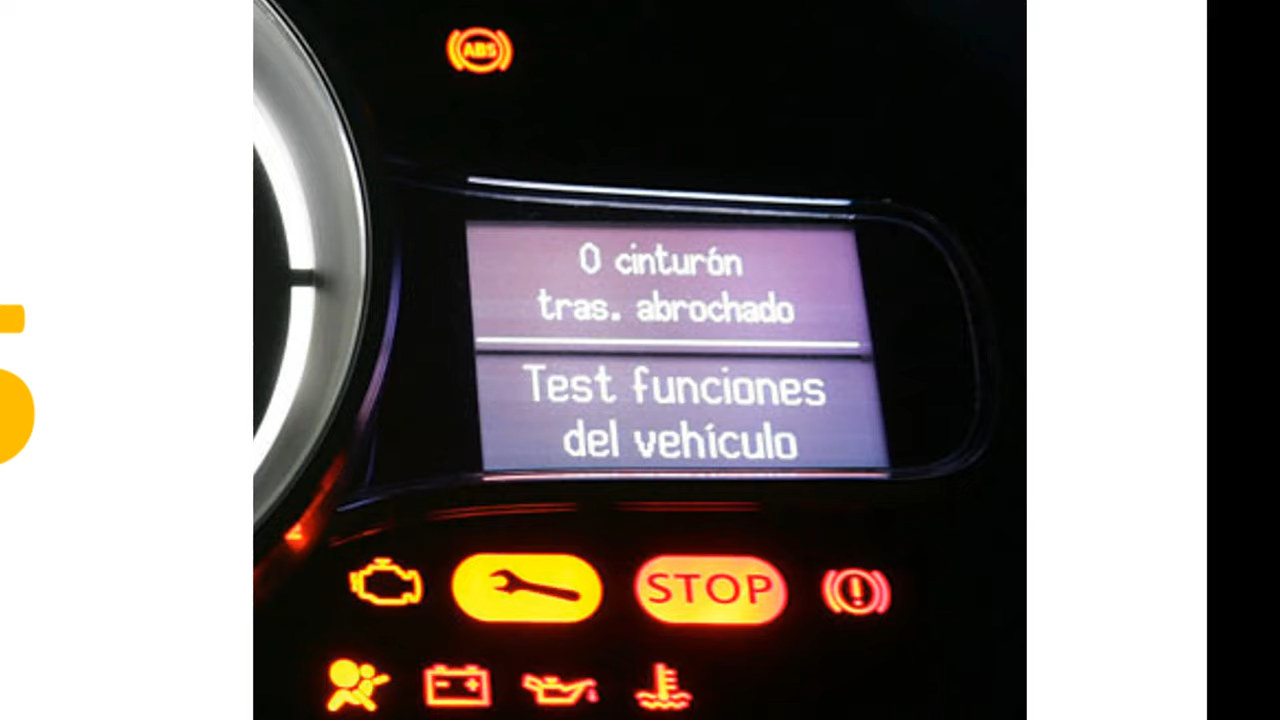 ABS
0 cinturón
tras. abrochado
Test funciones
del vehículo
STOP